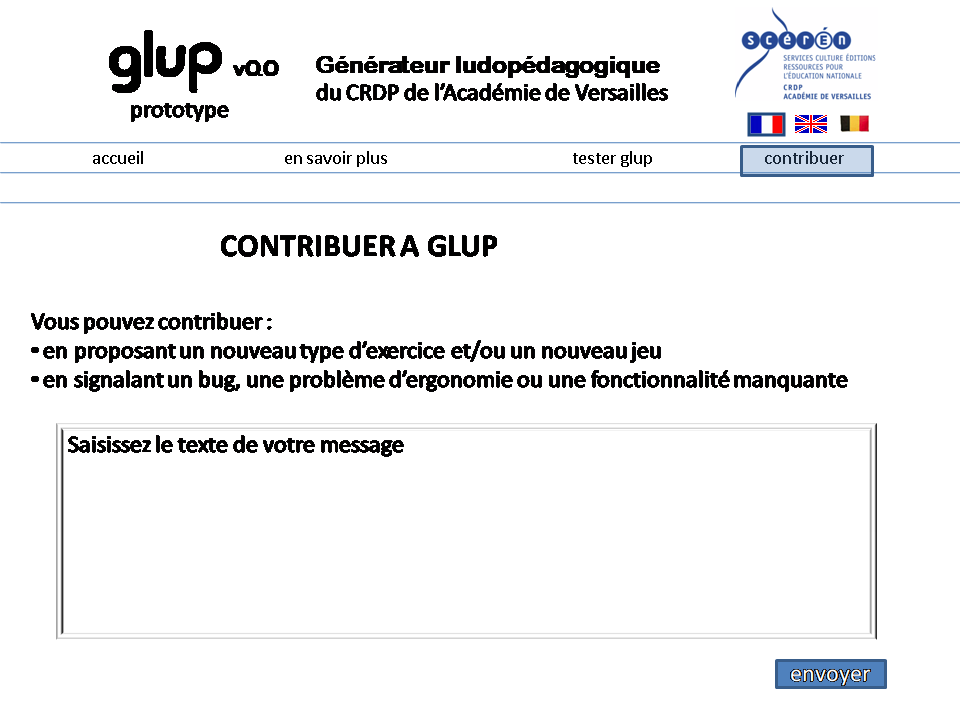 glup v0.0
prototype
Générateur ludopédagogique
du CRDP de l'Académie de Versailles
scérén
SERVICES CULTURE ÉDITIONS
RESSOURCES POUR
L'ÉDUCATION NATIONALE
CRDP
ACADÉMIE DE VERSAILLES
accueil en savoir plus tester glup contribuer
CONTRIBUER A GLUP
Vous pouvez contribuer :
• en proposant un nouveau type d'exercice et/ou un nouveau jeu
• en signalant un bug, une problème d'ergonomie ou une fonctionnalité manquante
Saisissez le texte de votre message
envoyer